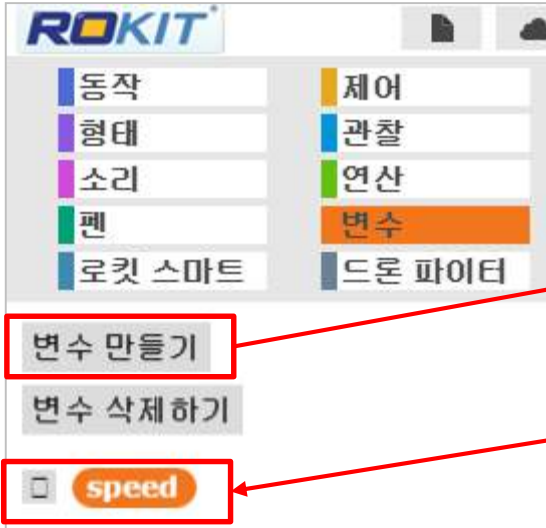 ROKIT
동작 제어
형태 관찰
소리 연산
펜 변수
로킷 스마트 드론 파이터
변수 만들기
변수 삭제하기
speed